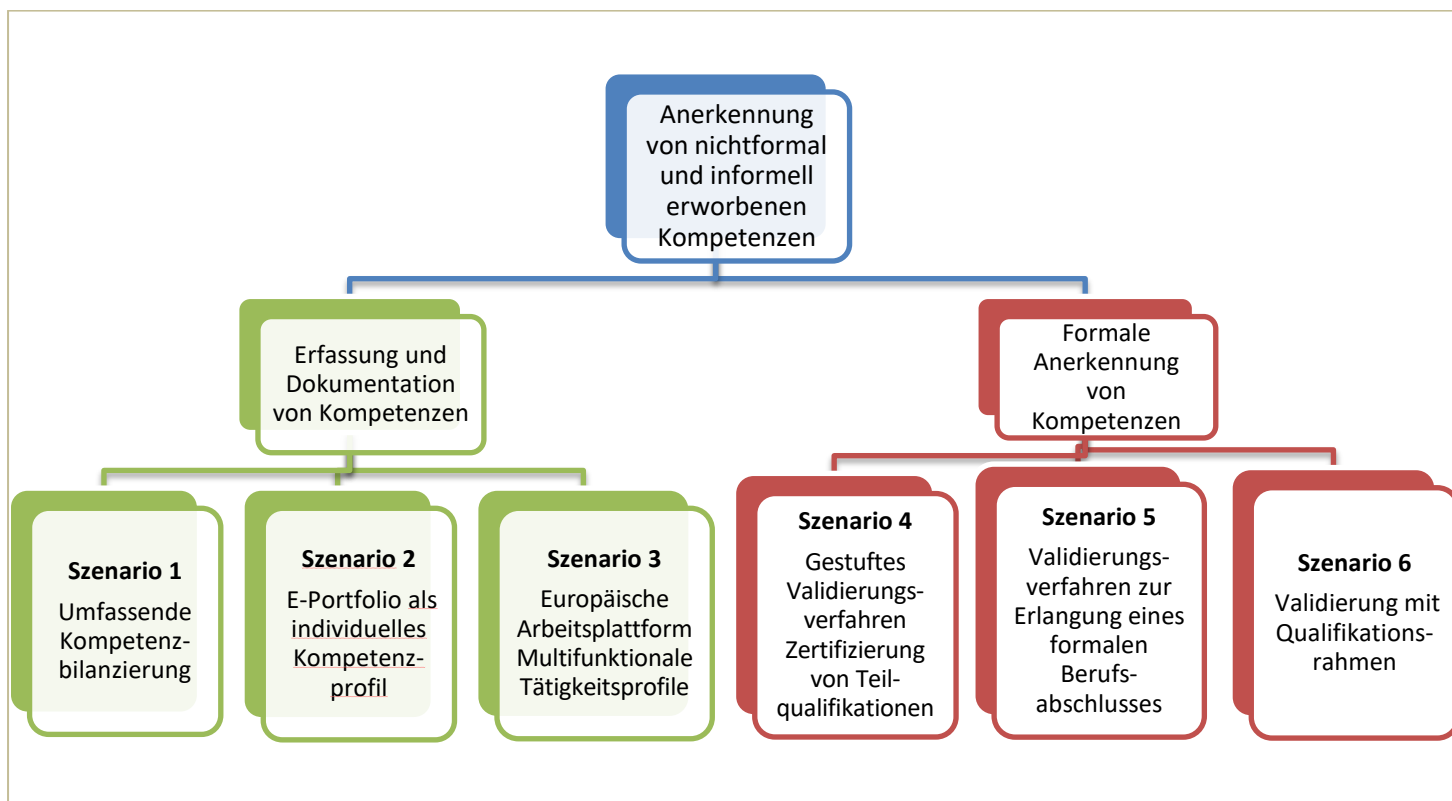 Anerkennung
von nichtformal
und informell
erworbenen
Kompetenzen
Erfassung und
Dokumentation
von Kompetenzen
Formale
Anerkennung
von
Kompetenzen
Szenario 1
Umfassende
Kompetenz-
bilanzierung
Szenario 2
E-Portfolio als
individuelles
Kompetenz-
profil
Szenario 3
Europäische
Arbeitsplattform
Multifunktionale
Tätigkeitsprofile
Szenario 4
Gestuftes
Validierungs-
verfahren
Zertifizierung
von Teil-
qualifikationen
Szenario 5
Validierungs-
verfahren zur
Erlangung eines
formalen
Berufs-
abschlusses
Szenario 6
Validierung mit
Qualifikations-
rahmen